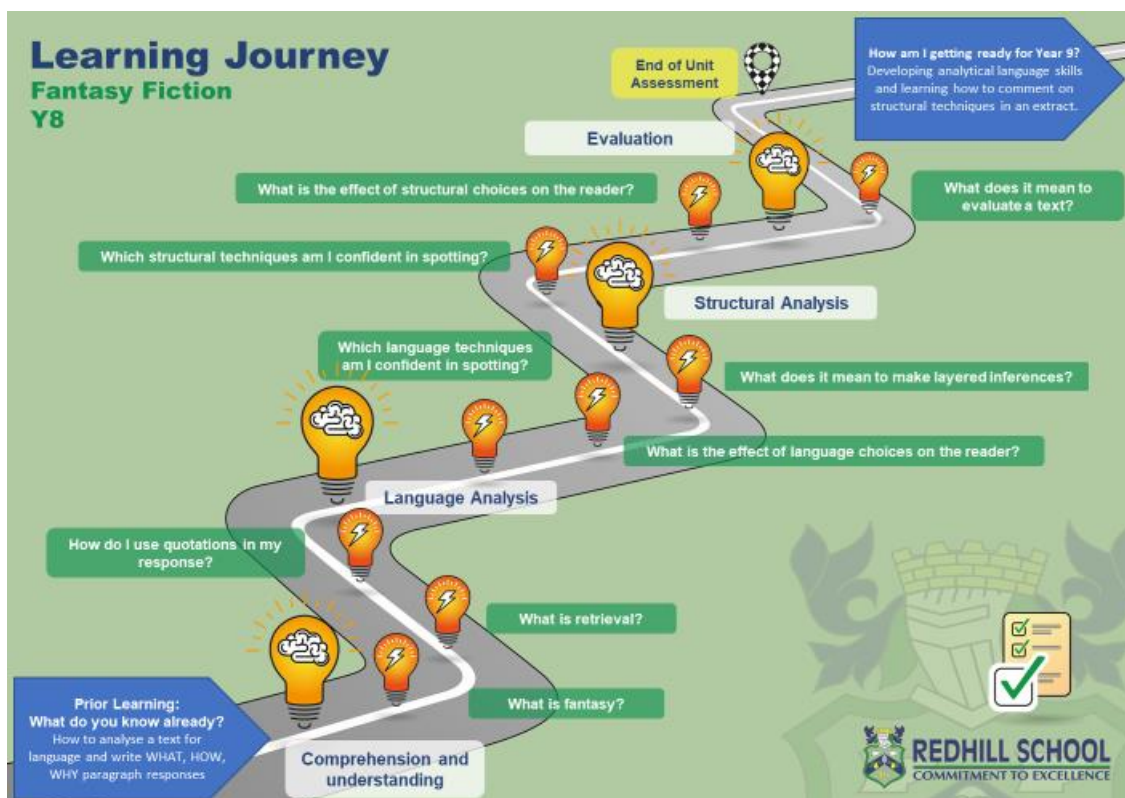 Learning Journey
Fantasy Fiction
Y8
End of Unit
Assessment
How am I getting ready for Year 9?
Developing analytical language skills
and learning how to comment on
structural techniques in an extract.
Evaluation
What is the effect of structural choices on the reader?
What does it mean to
evaluate a text?
Which structural techniques am I confident in spotting?
Structural Analysis
Which language techniques
am I confident in spotting?
What does it mean to make layered inferences?
What is the effect of language choices on the reader?
Language Analysis
How do I use quotations in my
response?
What is retrieval?
What is fantasy?
Prior Learning:
What do you know already?
How to analyse a text for
language and write WHAT, HOW,
WHY paragraph responses
Comprehension and
understanding
REDHILL SCHOOL
COMMITMENT TO EXCELLENCE